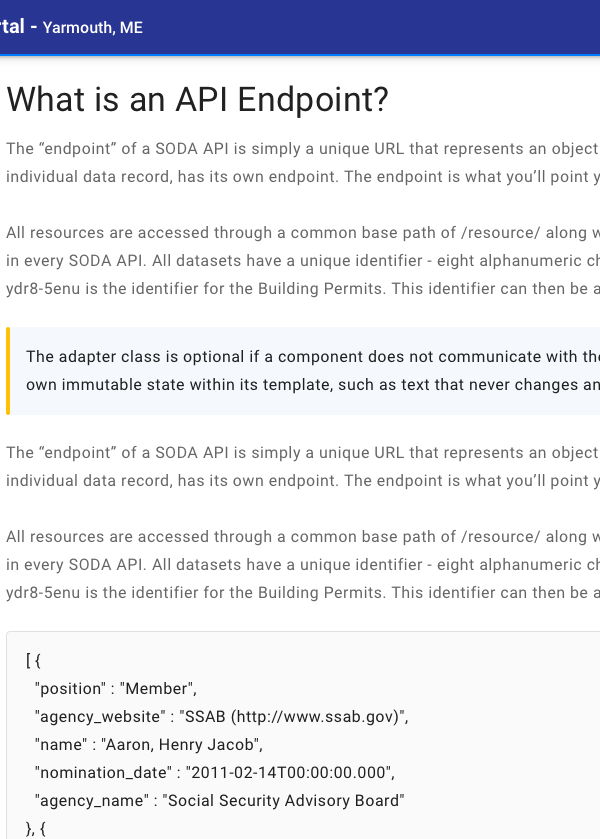 rtal - Yarmouth, ME
What is an API Endpoint?
The “endpoint” of a SODA API is simply a unique URL that represents an object
individual data record, has its own endpoint. The endpoint is what you’ll point y
All resources are accessed through a common base path of /resource/ along w
in every SODA API. All datasets have a unique identifier - eight alphanumeric ch
ydr8-5enu is the identifier for the Building Permits. This identifier can then be a
The adapter class is optional if a component does not communicate with the
own immutable state within its template, such as text that never changes an
The “endpoint” of a SODA API is simply a unique URL that represents an object
individual data record, has its own endpoint. The endpoint is what you’ll point y
All resources are accessed through a common base path of /resource/ along w
in every SODA API. All datasets have a unique identifier - eight alphanumeric ch
ydr8-5enu is the identifier for the Building Permits. This identifier can then be a
[ {
"position" : "Member",
"agency_website" : "SSAB (http://www.ssab.gov)",
"name" : "Aaron, Henry Jacob",
"nomination_date" : "2011-02-14T00:00:00.000",
"agency_name" : "Social Security Advisory Board"
}, {